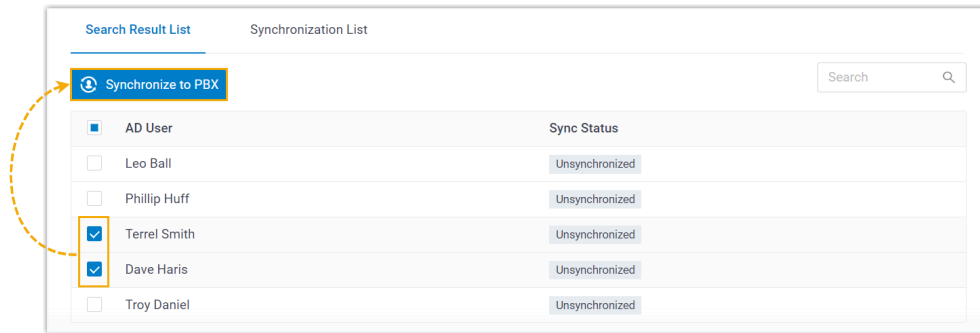 Search Result List Synchronization List
Synchronize to PBX
Search
AD User Sync Status
Leo Ball Unsynchronized
Phillip Huff Unsynchronized
Terrel Smith Unsynchronized
Dave Haris Unsynchronized
Troy Daniel Unsynchronized